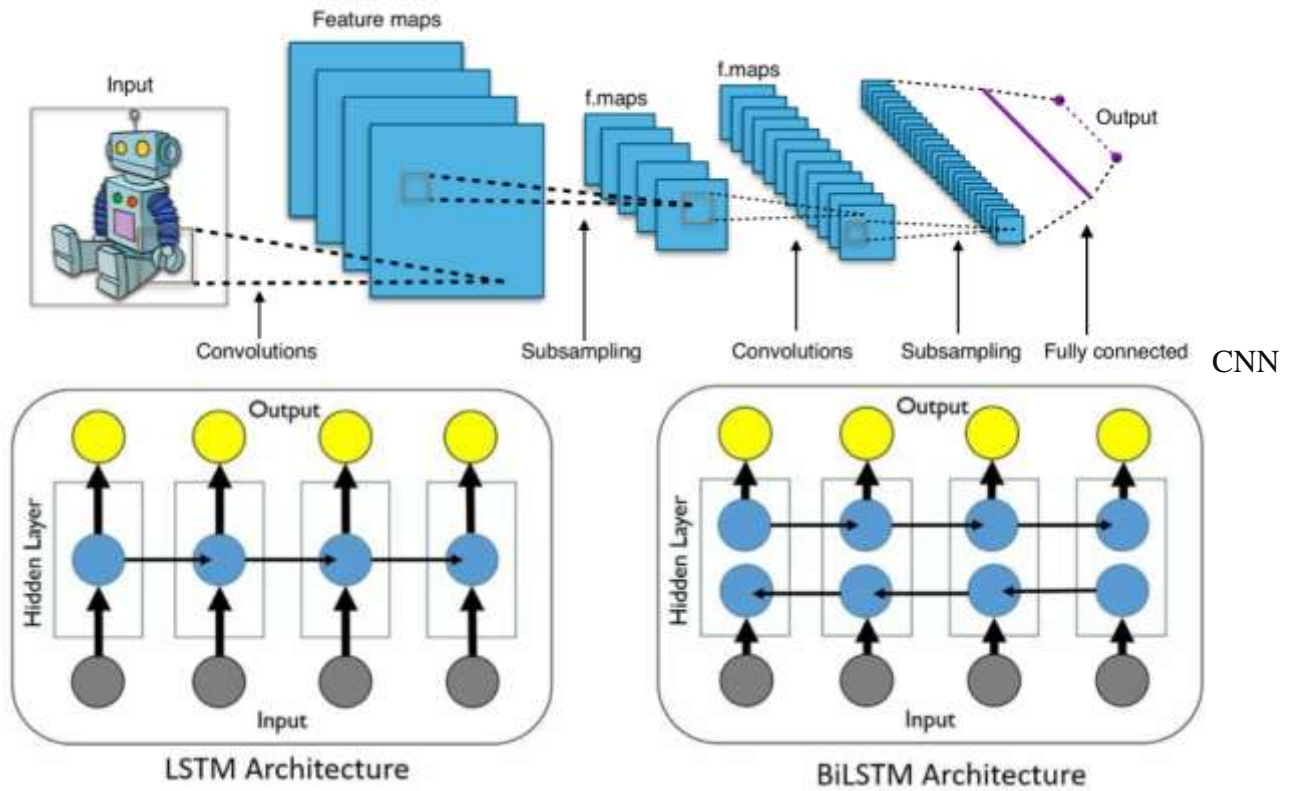 Feature maps
Input
f.maps
f.maps
Output
Convolutions
Subsampling
Convolutions
Subsampling
Fully connected
CNN
Output
Hidden Layer
Input
LSTM Architecture
Output
Hidden Layer
Input
BiLSTM Architecture